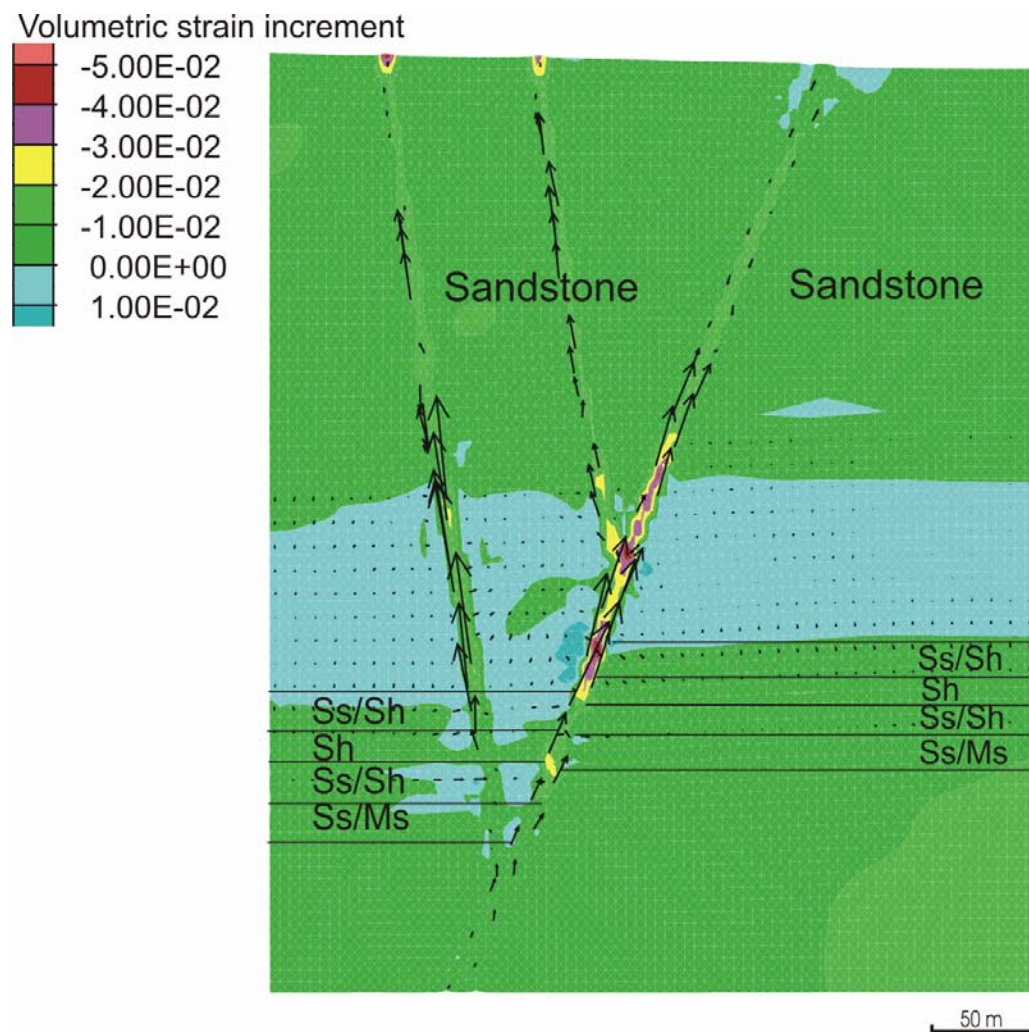 Volumetric strain increment
-5.00E-02
-4.00E-02
-3.00E-02
-2.00E-02
-1.00E-02
0.00E+00
1.00E-02
Sandstone
Sandstone
Ss/Sh
Sh
Ss/Sh
Ss/Ms
Ss/Sh
Sh
Ss/Sh
Ss/Ms
50 m